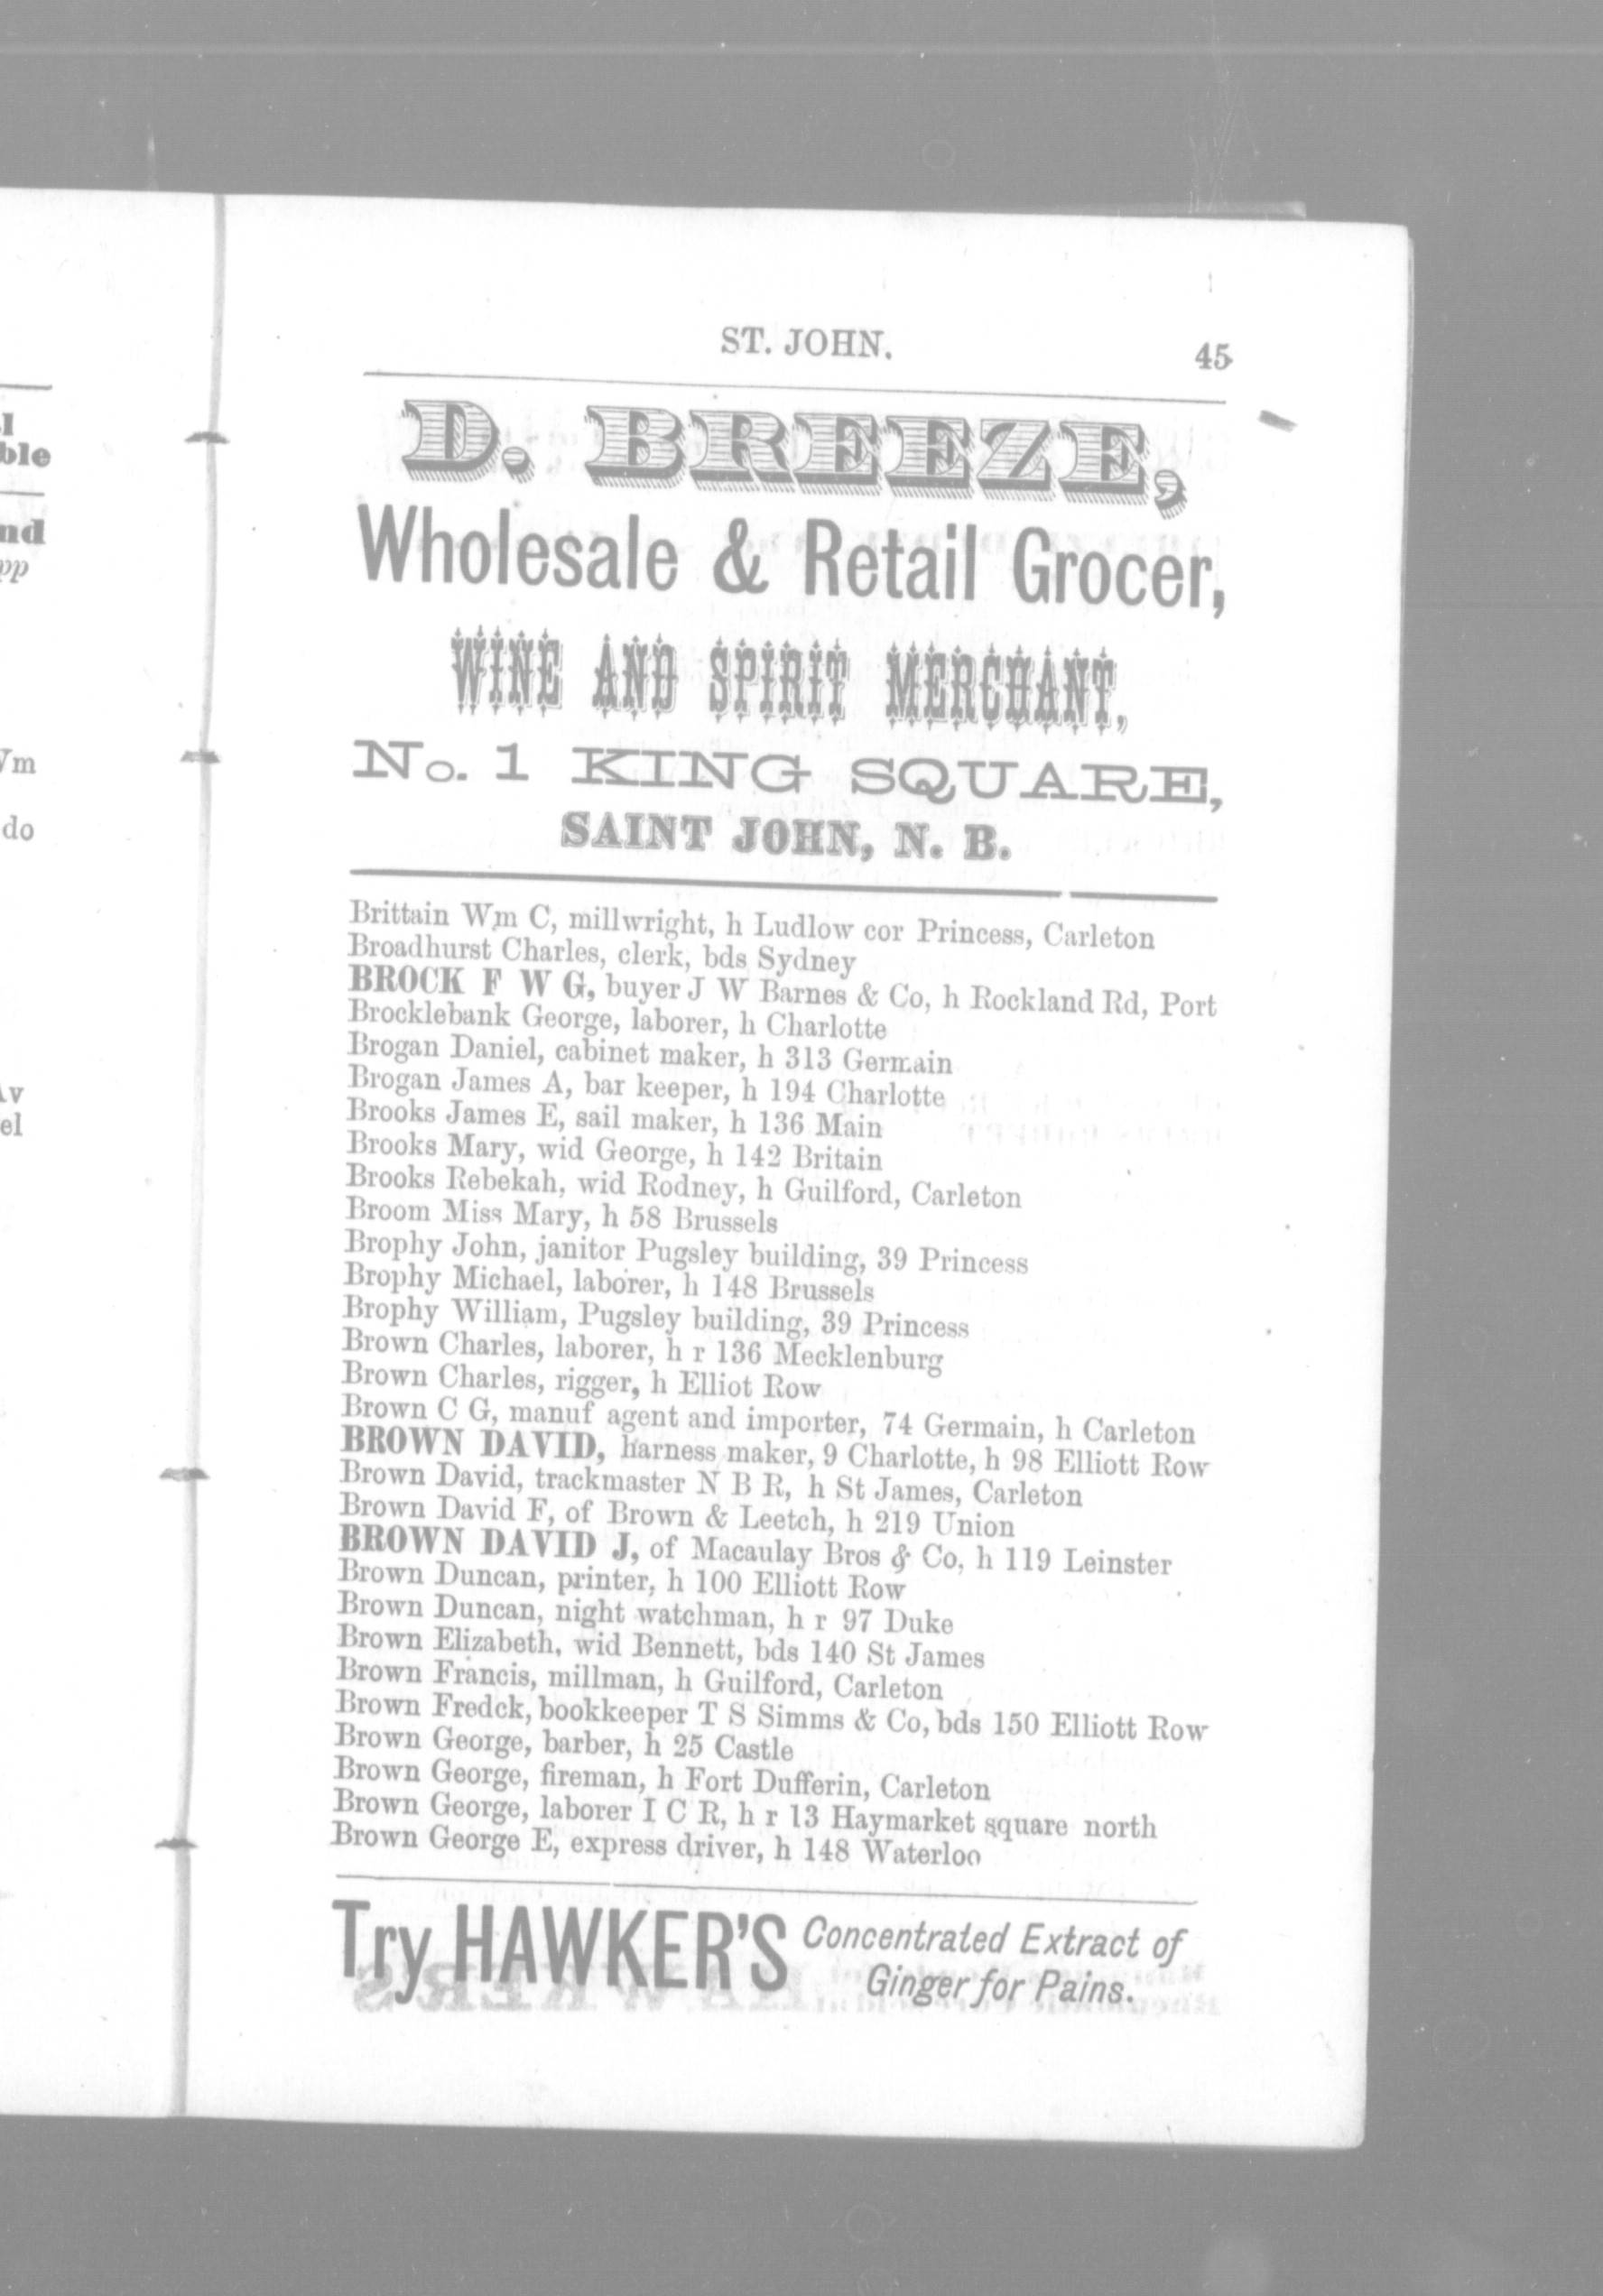 ST. JOHN. 45
D. BREEZE,
Wholesale & Retail Grocer,
WINE AND SPIRIT MERCHANT,
No. 1 KING SQUARE,
SAINT JOHN, N. B.
Brittain Wm C, millwright, h Ludlow cor Princess, Carleton
Broadhurst Charles, clerk, bds Sydney
BROCK F W G, buyer J W Barnes & Co, h Rockland Rd, Port
Brocklebank George, laborer, h Charlotte
Brogan Daniel, cabinet maker, h 313 Germain
Brogan James A, bar keeper, h 194 Charlotte
Brooks James E, sail maker, h 136 Main
Brooks Mary, wid George, h 142 Britain
Brooks Rebekah, wid Rodney, h Guilford, Carleton
Broom Miss Mary, h 58 Brussels
Brophy John, janitor Pugsley building, 39 Princess
Brophy Michael, laborer, h 148 Brussels
Brophy William, Pugsley building, 39 Princess
Brown Charles, laborer, h r 136 Mecklenburg
Brown Charles, rigger, h Elliot Row
Brown C G, manuf agent and importer, 74 Germain, h Carleton
BROWN DAVID, harness maker, 9 Charlotte, h 98 Elliott Row
Brown David, trackmaster N B R, h St James, Carleton
Brown David F, of Brown & Leetch, h 219 Union
BROWN DAVID J, of Macaulay Bros & Co, h 119 Leinster
Brown Duncan, printer, h 100 Elliott Row
Brown Duncan, night watchman, h r 97 Duke
Brown Elizabeth, wid Bennett, bds 140 St James
Brown Francis, millman, h Guilford, Carleton
Brown Fredck, bookkeeper T S Simms & Co, bds 150 Elliott Row
Brown George, barber, h 25 Castle
Brown George, fireman, h Fort Dufferin, Carleton
Brown George, laborer I C R, h r 13 Haymarket square north
Brown George E, express driver, h 148 Waterloo
Try HAWKER'S Concentrated Extract of
Ginger for Pains.